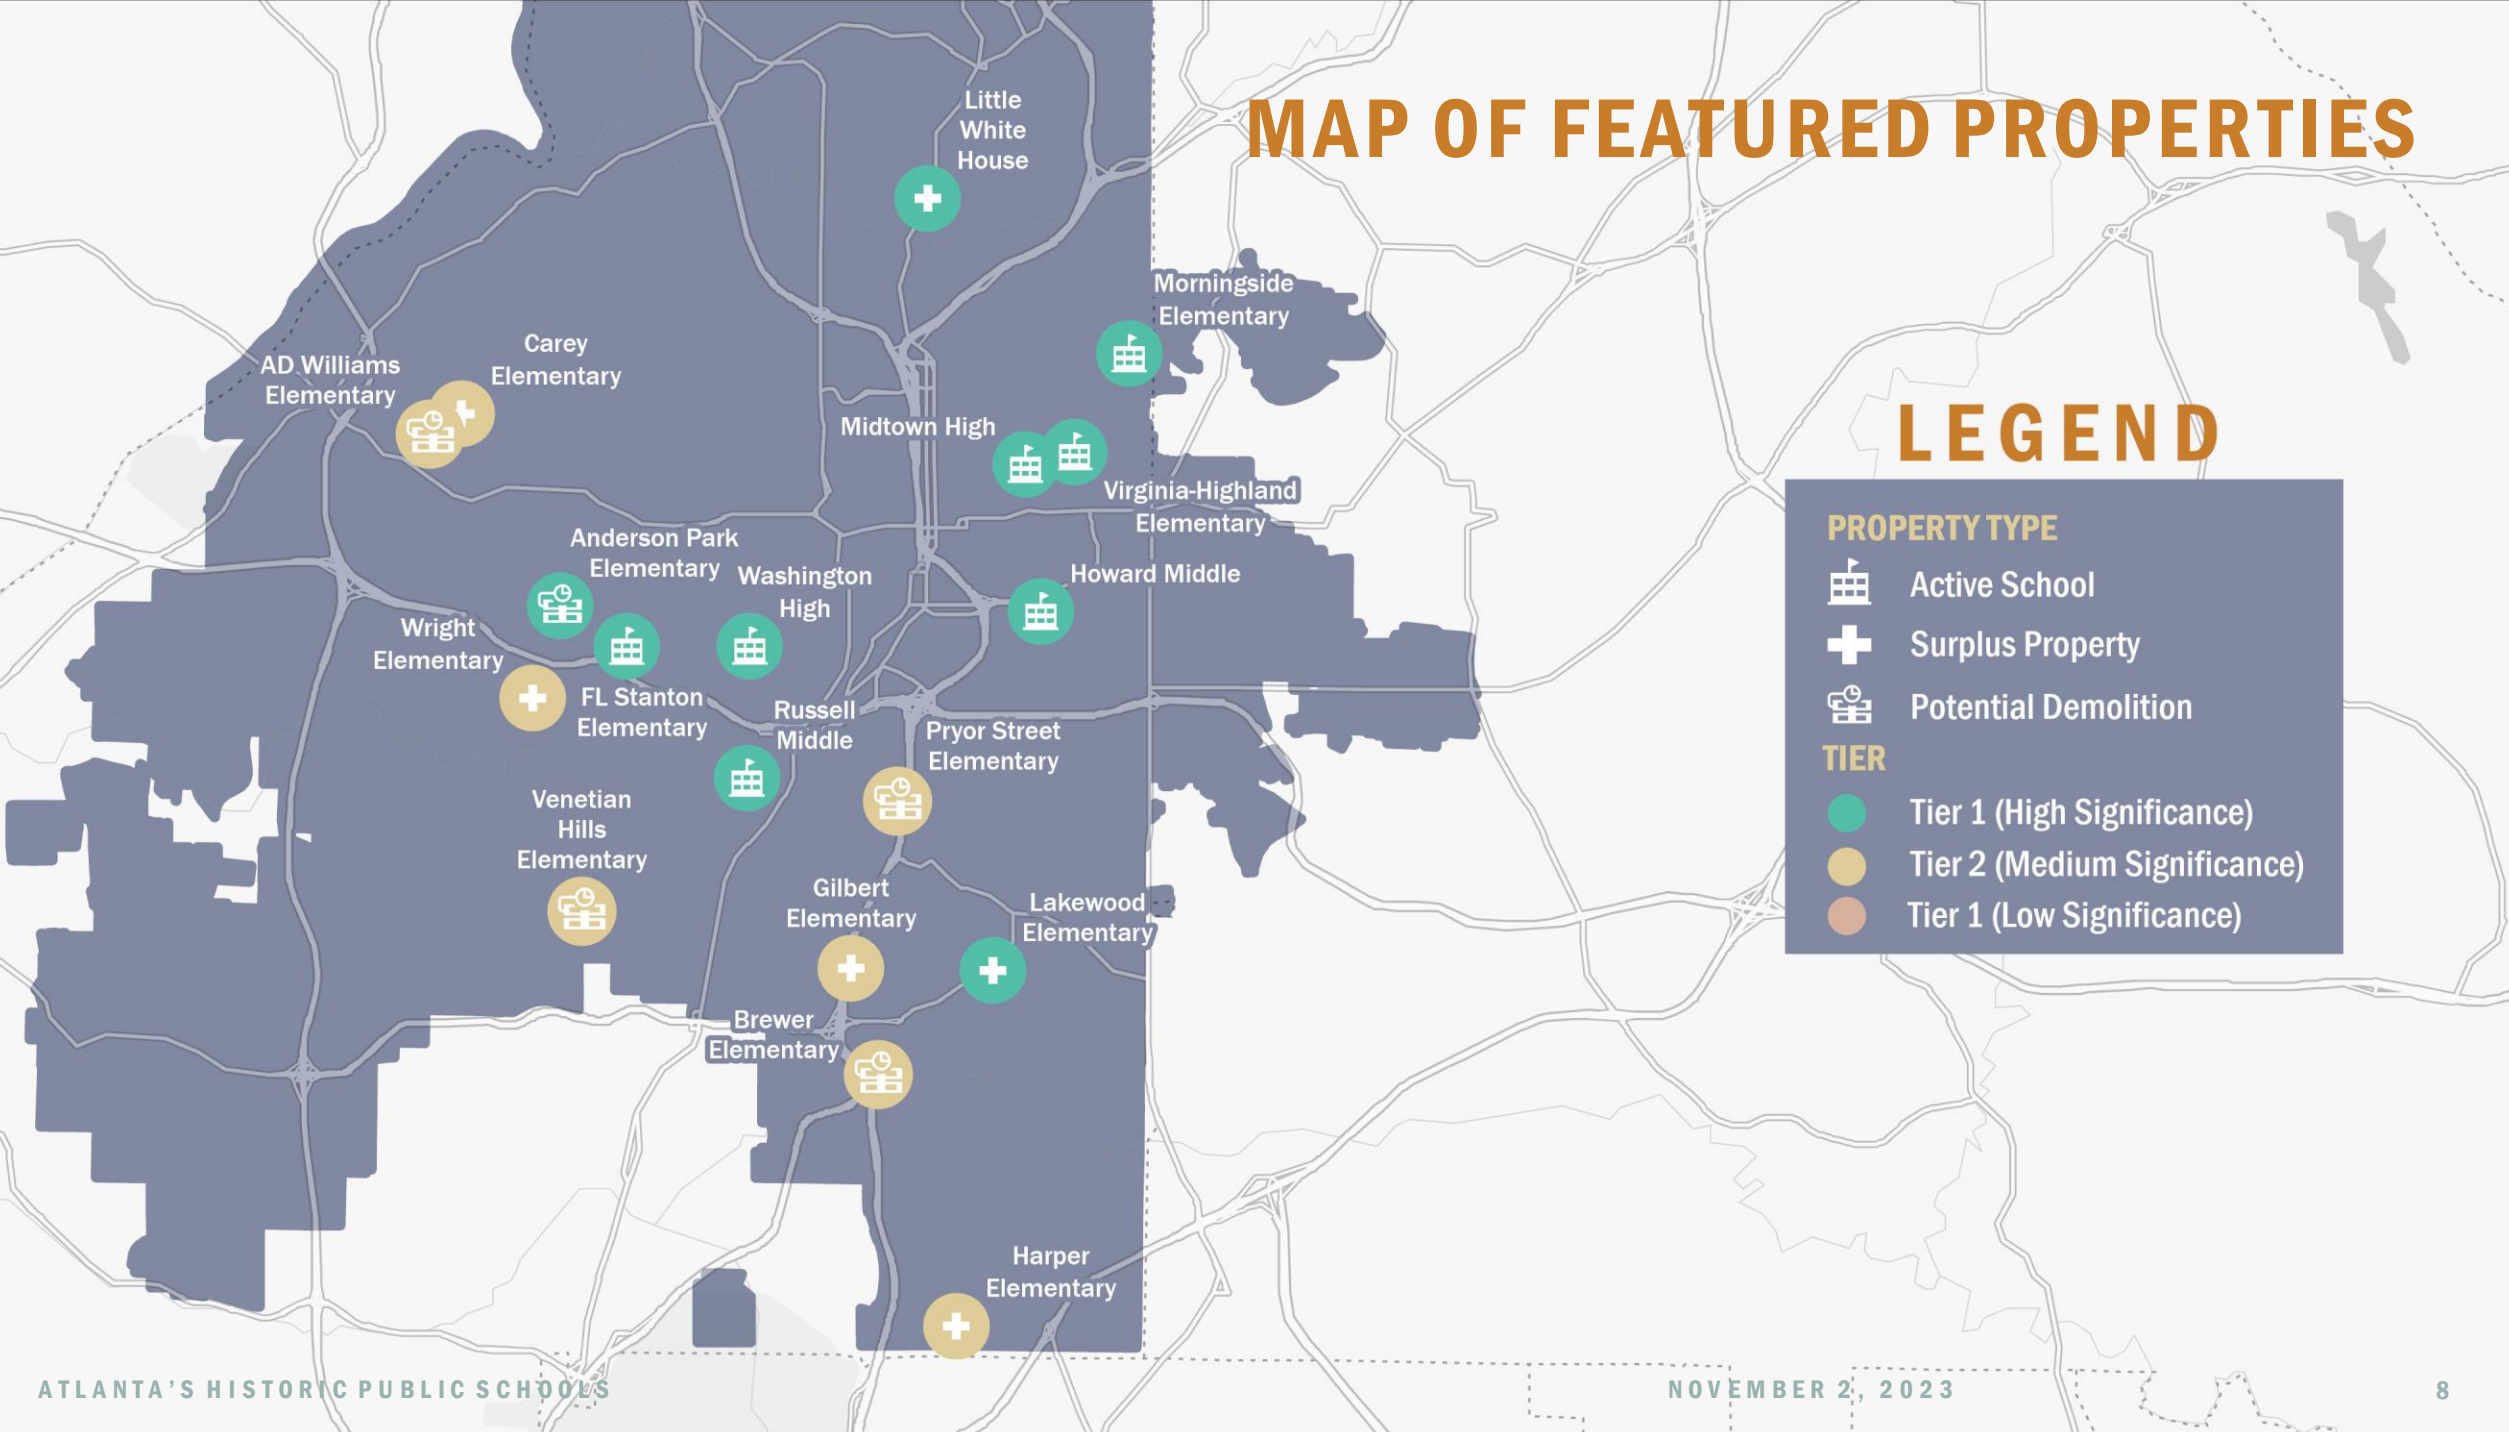 MAP OF FEATURED PROPERTIES
Little
White
House
Morningside
Elementary
Carey
Elementary
AD Williams
Elementary
Midtown High
Virginia-Highland
Elementary
Anderson Park
Elementary
Washington
High
Howard Middle
Wright
Elementary
FL Stanton
Elementary
Russell
Middle
Pryor Street
Elementary
Venetian
Hills
Elementary
Gilbert
Elementary
Lakewood
Elementary
Brewer
Elementary
Harper
Elementary
LEGEND
PROPERTY TYPE
Active School
Surplus Property
Potential Demolition
TIER
Tier 1 (High Significance)
Tier 2 (Medium Significance)
Tier 1 (Low Significance)
ATLANTA'S HISTORIC PUBLIC SCHOOLS
NOVEMBER 2, 2023
8